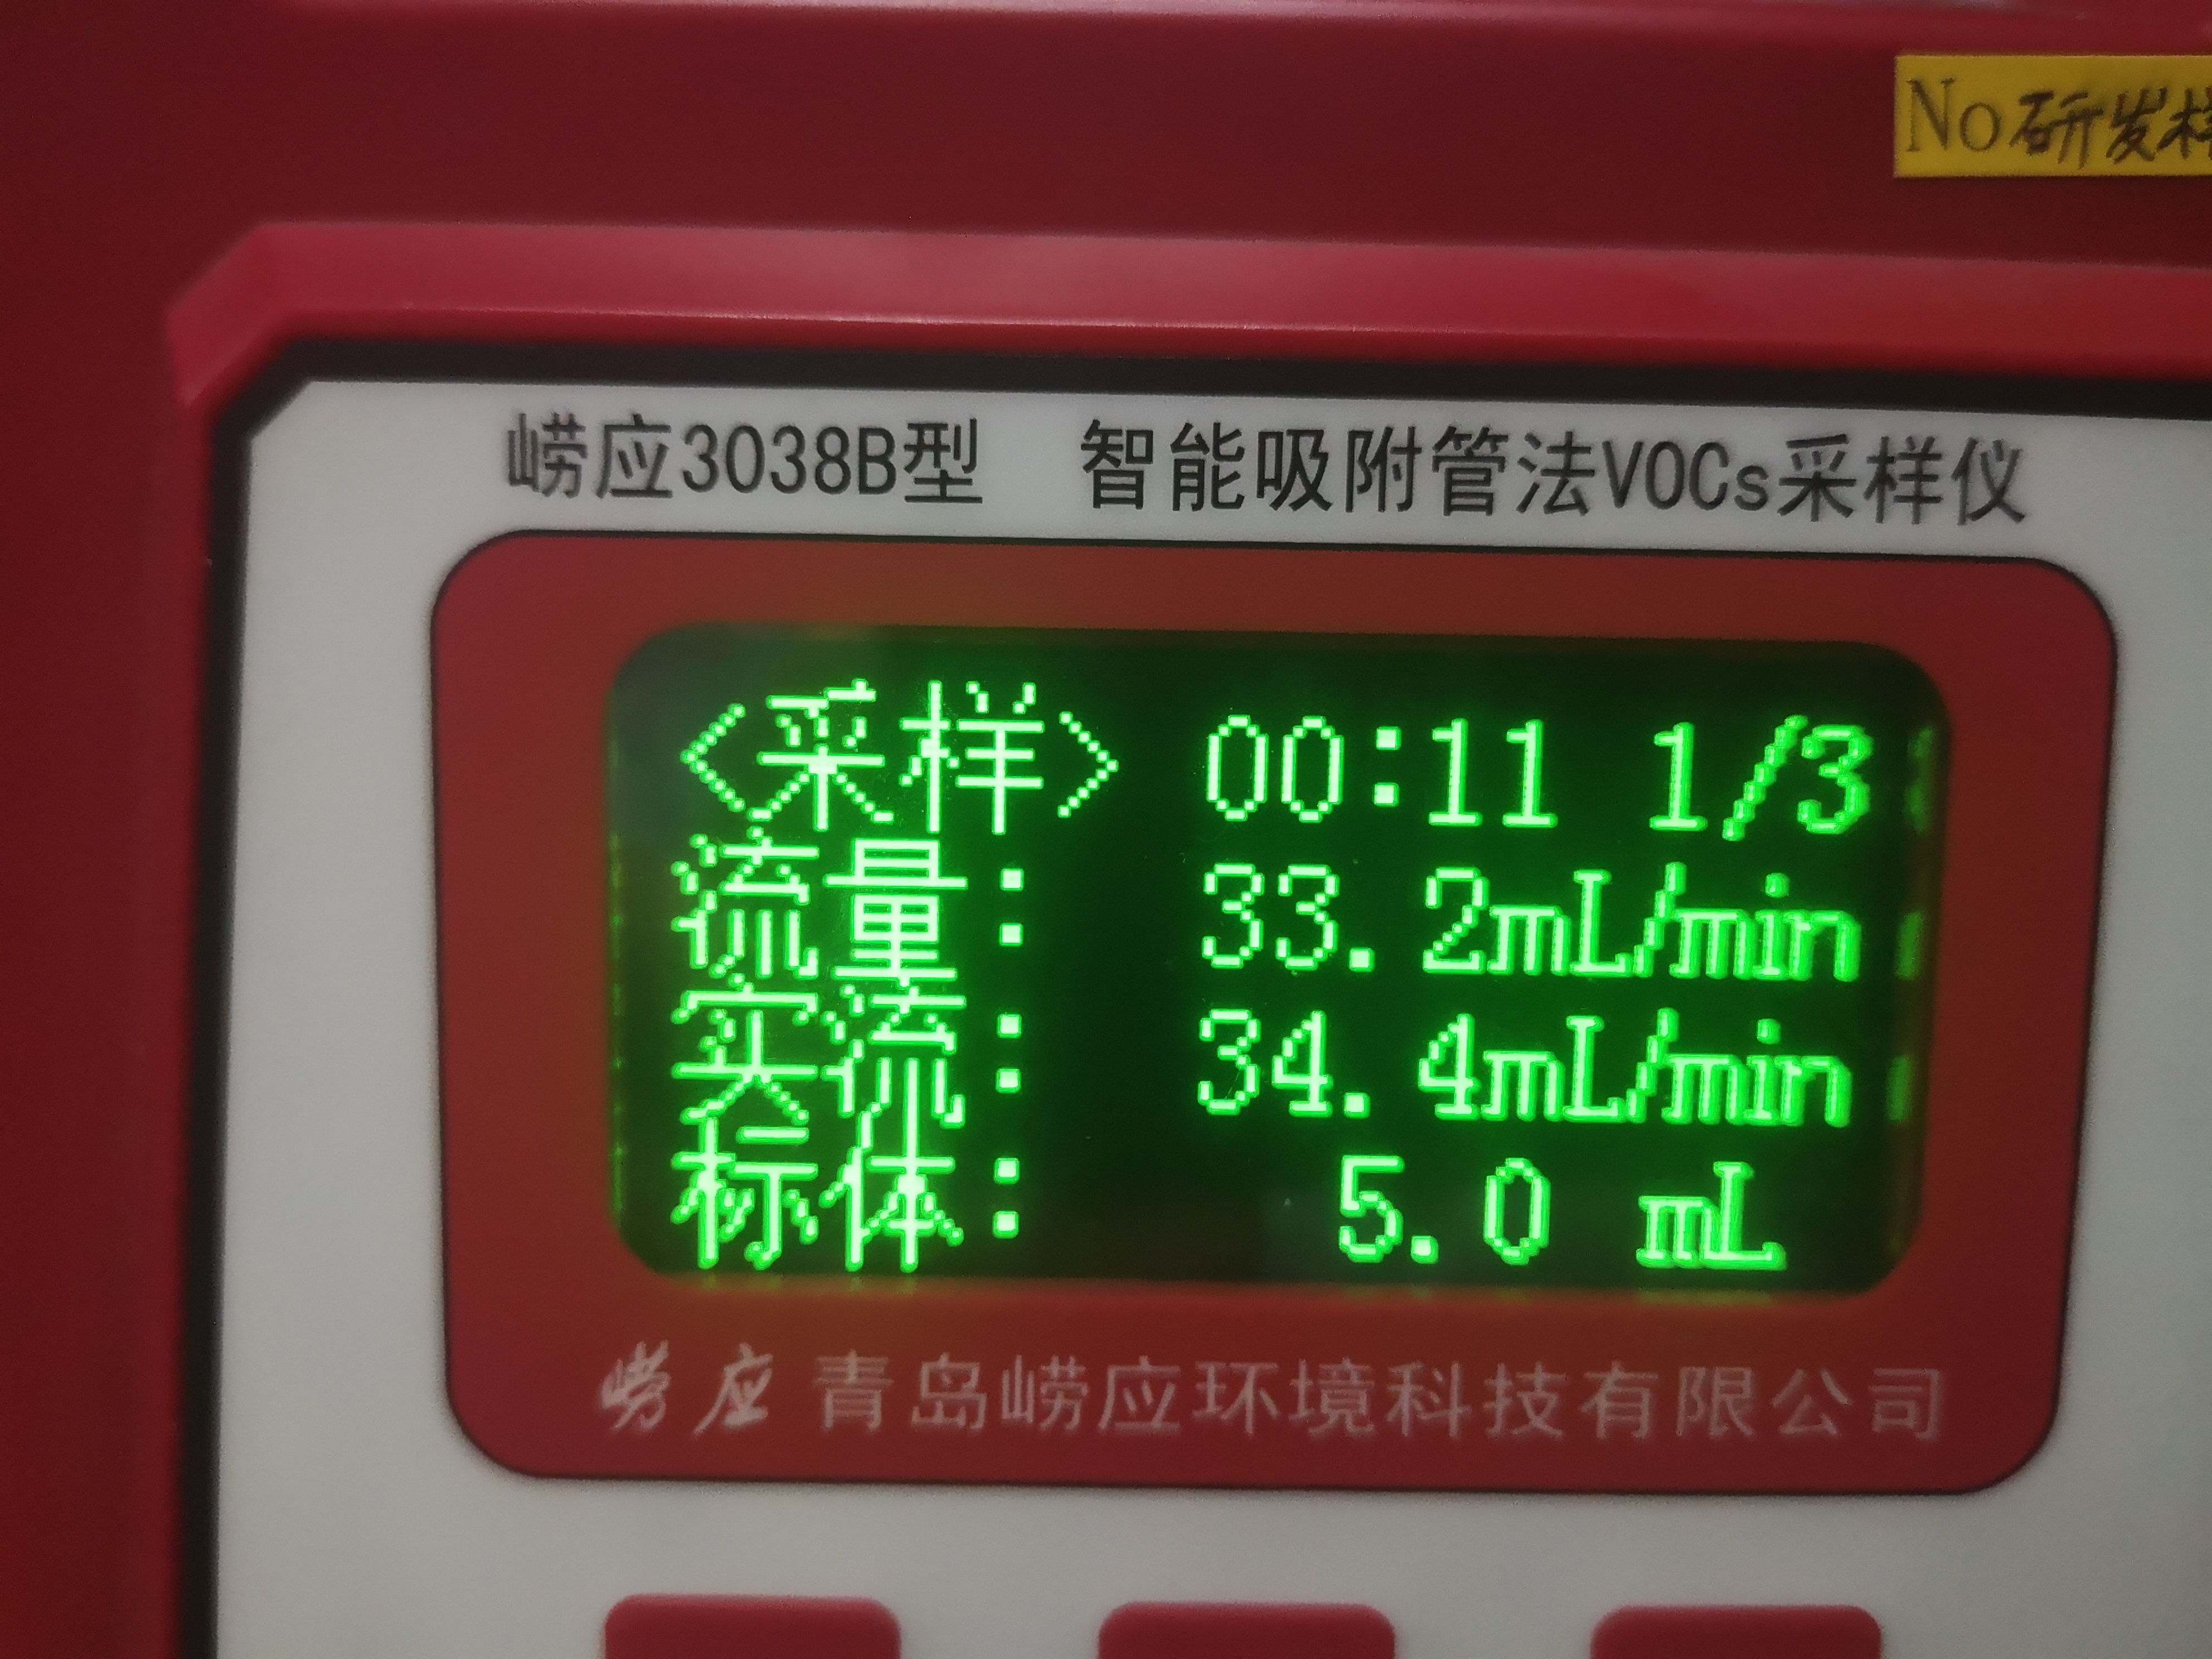 No研发样
崂应3038B型 智能吸附管法VOCs采样仪
<采样> 00:11 1/3
流量: 33.2mL/min
实流: 34.4mL/min
标体: 5.0 mL
崂应 青岛崂应环境科技有限公司